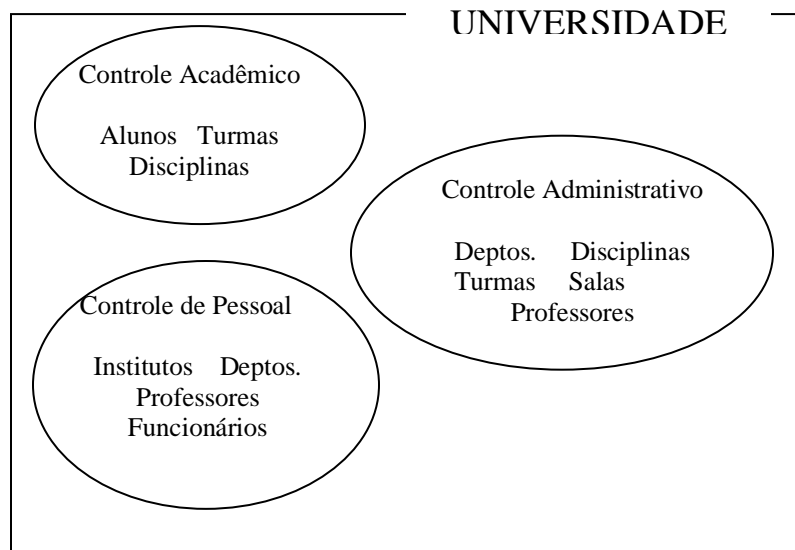 UNIVERSIDADE
Controle Acadêmico
Alunos Turmas
Disciplinas
Controle Administrativo
Deptos. Disciplinas
Turmas Salas
Professores
Controle de Pessoal
Institutos Deptos.
Professores
Funcionários